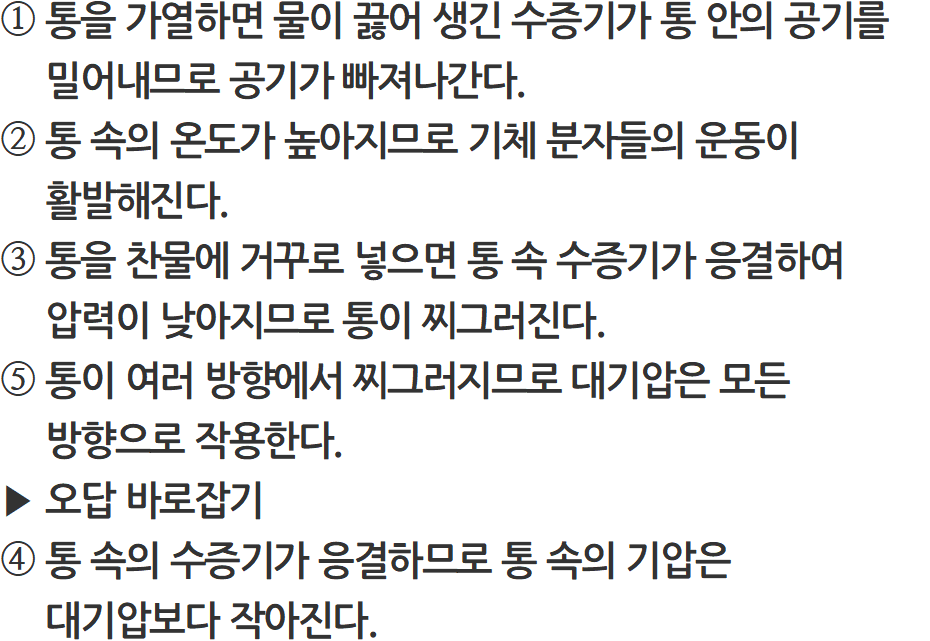 ① 통을 가열하면 물이 끓어 생긴 수증기가 통 안의 공기를
밀어내므로 공기가 빠져나간다.
② 통 속의 온도가 높아지므로 기체 분자들의 운동이
활발해진다.
③ 통을 찬물에 거꾸로 넣으면 통 속 수증기가 응결하여
압력이 낮아지므로 통이 찌그러진다.
⑤ 통이 여러 방향에서 찌그러지므로 대기압은 모든
방향으로 작용한다.
▶ 오답 바로잡기
④ 통 속의 수증기가 응결하므로 통 속의 기압은
대기압보다 작아진다.